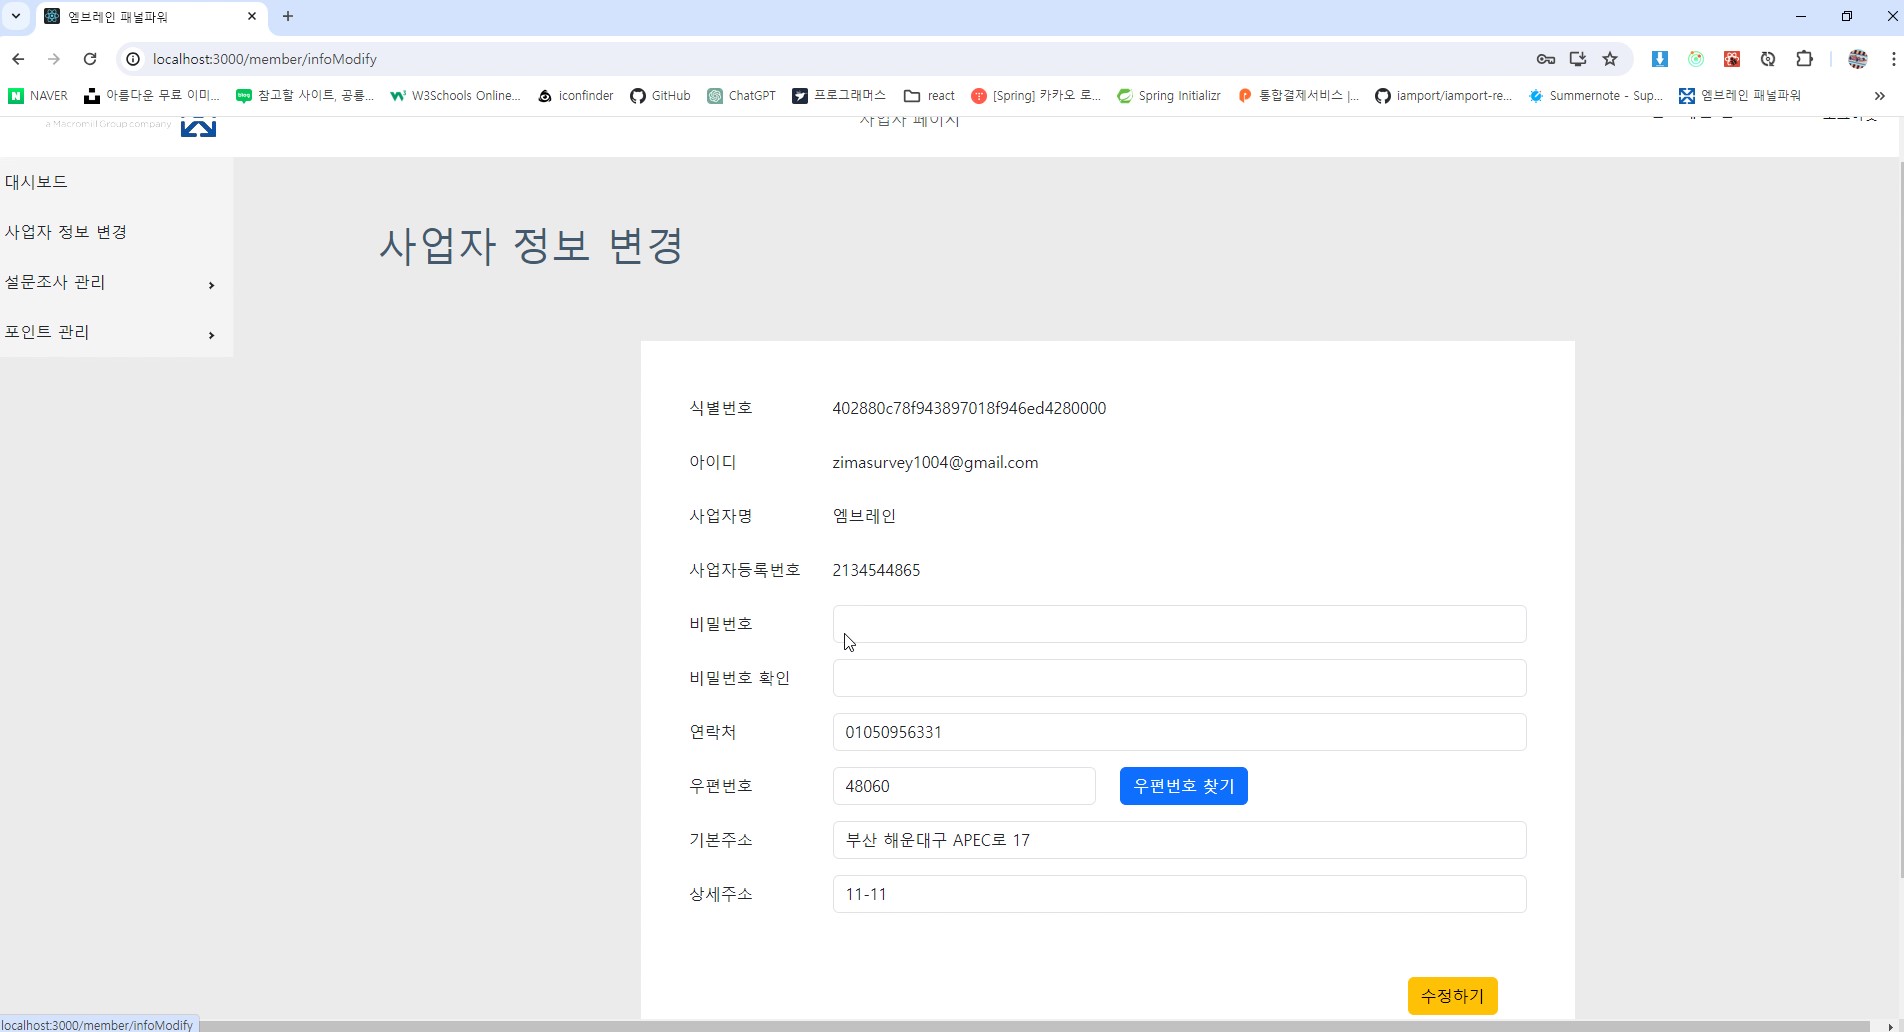 엠브레인 패널파워
localhost:3000/member/infoModify
NAVER 아름다운 무료 이미... 참고할 사이트, 공룡... W3Schools Online... iconfinder GitHub ChatGPT 프로그래머스 react [Spring] 카카오 로... Spring Initializr 통합결제서비스 |... iamport/iamport-re... Summernote - Sup... 엠브레인 패널파워
a Macromill Group company 사업자 페이지
대시보드
사업자 정보 변경
설문조사 관리
포인트 관리
사업자 정보 변경
식별번호 402880c78f943897018f946ed4280000
아이디 zimasurvey1004@gmail.com
사업자명 엠브레인
사업자등록번호 2134544865
비밀번호
비밀번호 확인
연락처 01050956331
우편번호 48060 우편번호 찾기
기본주소 부산 해운대구 APEC로 17
상세주소 11-11
수정하기
localhost:3000/member/infoModify